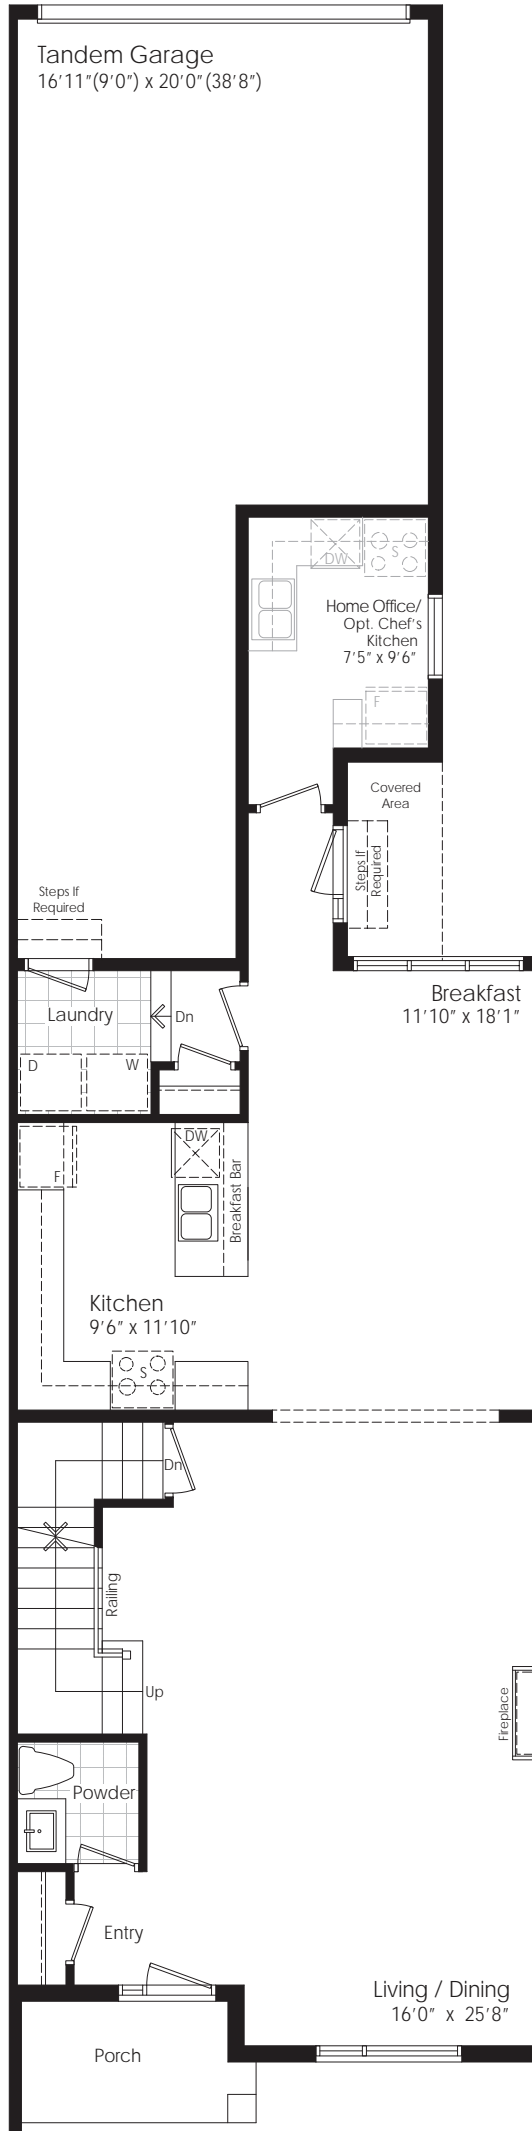 Tandem Garage
16'11"(9'0") x 20'0"(38'8")
DW
S
Home Office/
Opt. Chef's
Kitchen
7'5" x 9'6"
F
Covered
Area
Steps If
Required
Steps If
Required
Breakfast
11'10" x 18'1"
Laundry
Dn
D
W
DW
F
Breakfast Bar
Kitchen
9'6" x 11'10"
S
Dn
Railing
Up
Fireplace
Powder
Entry
Living / Dining
16'0" x 25'8"
Porch